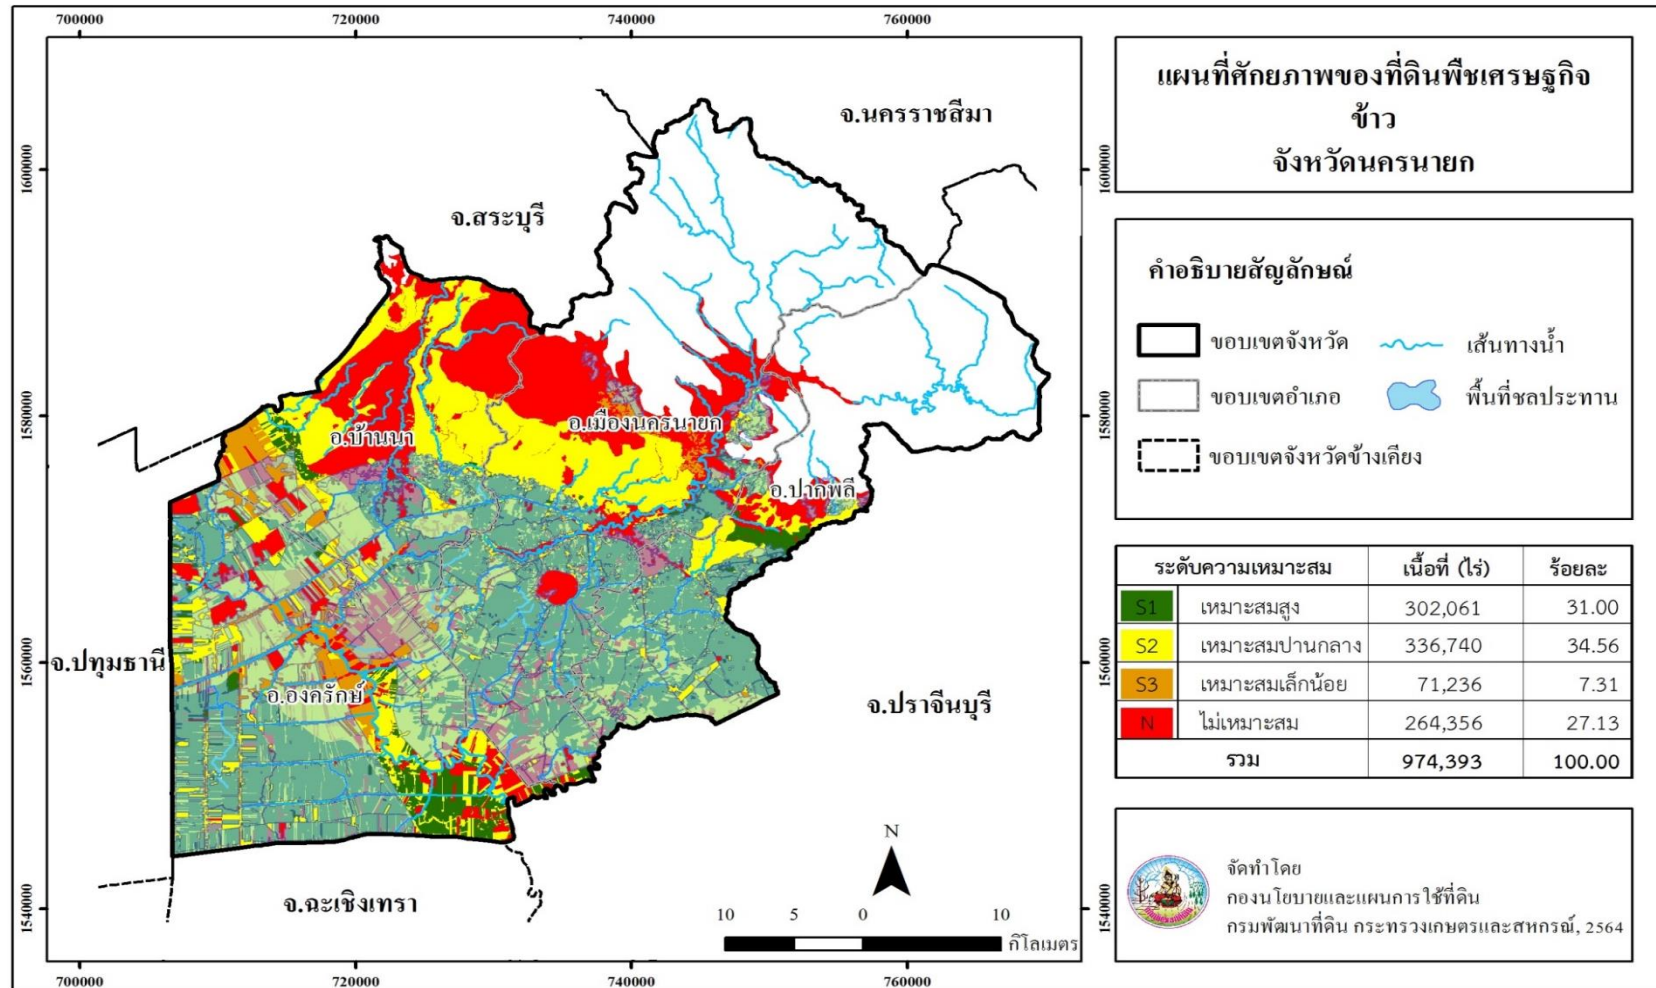 แผนที่ศักยภาพของที่ดินพืชเศรษฐกิจ
ข้าว
จังหวัดนครนายก
700000
720000
740000
760000
1600000
1580000
1560000
1540000
1600000
1580000
1560000
1540000
จ.นครราชสีมา
จ.สระบุรี
อ.บ้านนา
อ.เมืองนครนายก
อ.ปากพลี
จ.ปทุมธานี
อ.องครักษ์
จ.ปราจีนบุรี
จ.ฉะเชิงเทรา
N
10 5 0 10
กิโลเมตร
700000
720000
740000
760000
คำอธิบายสัญลักษณ์
ขอบเขตจังหวัด
เส้นทางน้ำ
ขอบเขตอำเภอ
พื้นที่ชลประทาน
ขอบเขตจังหวัดข้างเคียง
ระดับความเหมาะสม เนื้อที่ (ไร่) ร้อยละ
S1 เหมาะสมสูง 302,061 31.00
S2 เหมาะสมปานกลาง 336,740 34.56
S3 เหมาะสมเล็กน้อย 71,236 7.31
N ไม่เหมาะสม 264,356 27.13
รวม 974,393 100.00
จัดทำโดย
กองนโยบายและแผนการใช้ที่ดิน
กรมพัฒนาที่ดิน กระทรวงเกษตรและสหกรณ์, 2564